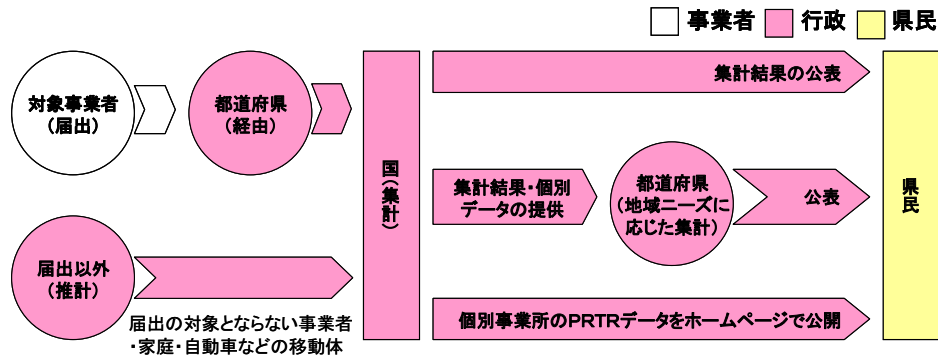 事業者 行政 県民
対象事業者
（届出）
都道府県
（経由）
届出以外
（推計）
届出の対象とならない事業者
・家庭・自動車などの移動体
国（集計）
集計結果の公表
集計結果・個別
データの提供
都道府県
（地域ニーズに
応じた集計）
公表
個別事業所のPRTRデータをホームページで公開
県民